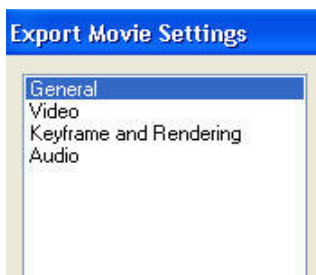 Export Movie Settings
General
Video
Keyframe and Rendering
Audio